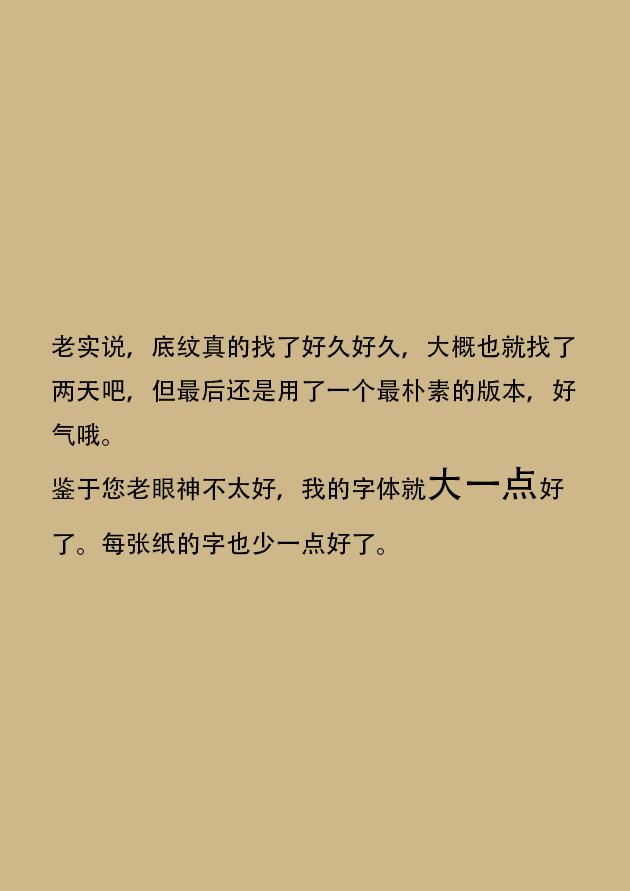 老实说，底纹真的找了好久好久，大概也就找了
两天吧，但最后还是用了一个最朴素的版本，好
气哦。
鉴于您老眼神不太好，我的字体就大一点好
了。每张纸的字也少一点好了。